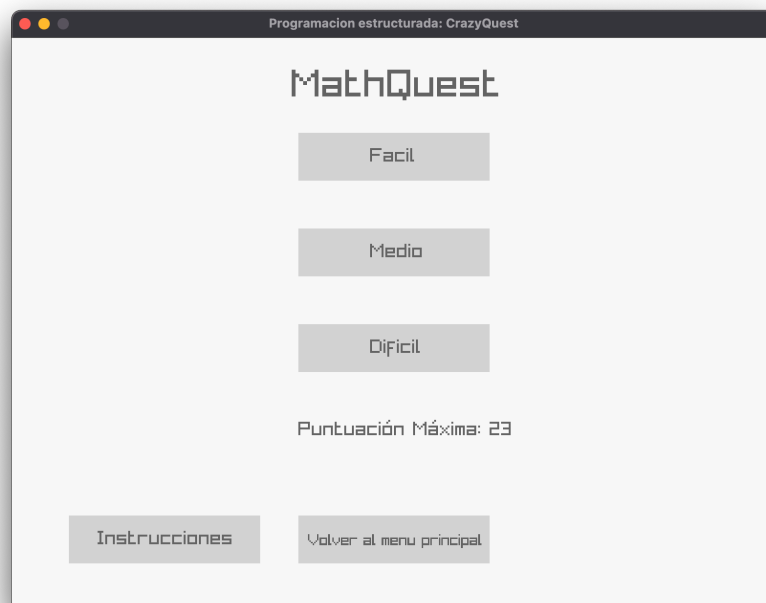 Programacion estructurada: CrazyQuest
MathQuest
Facil
Medio
Dificil
Puntuación Máxima: 23
Instrucciones
Volver al menu principal